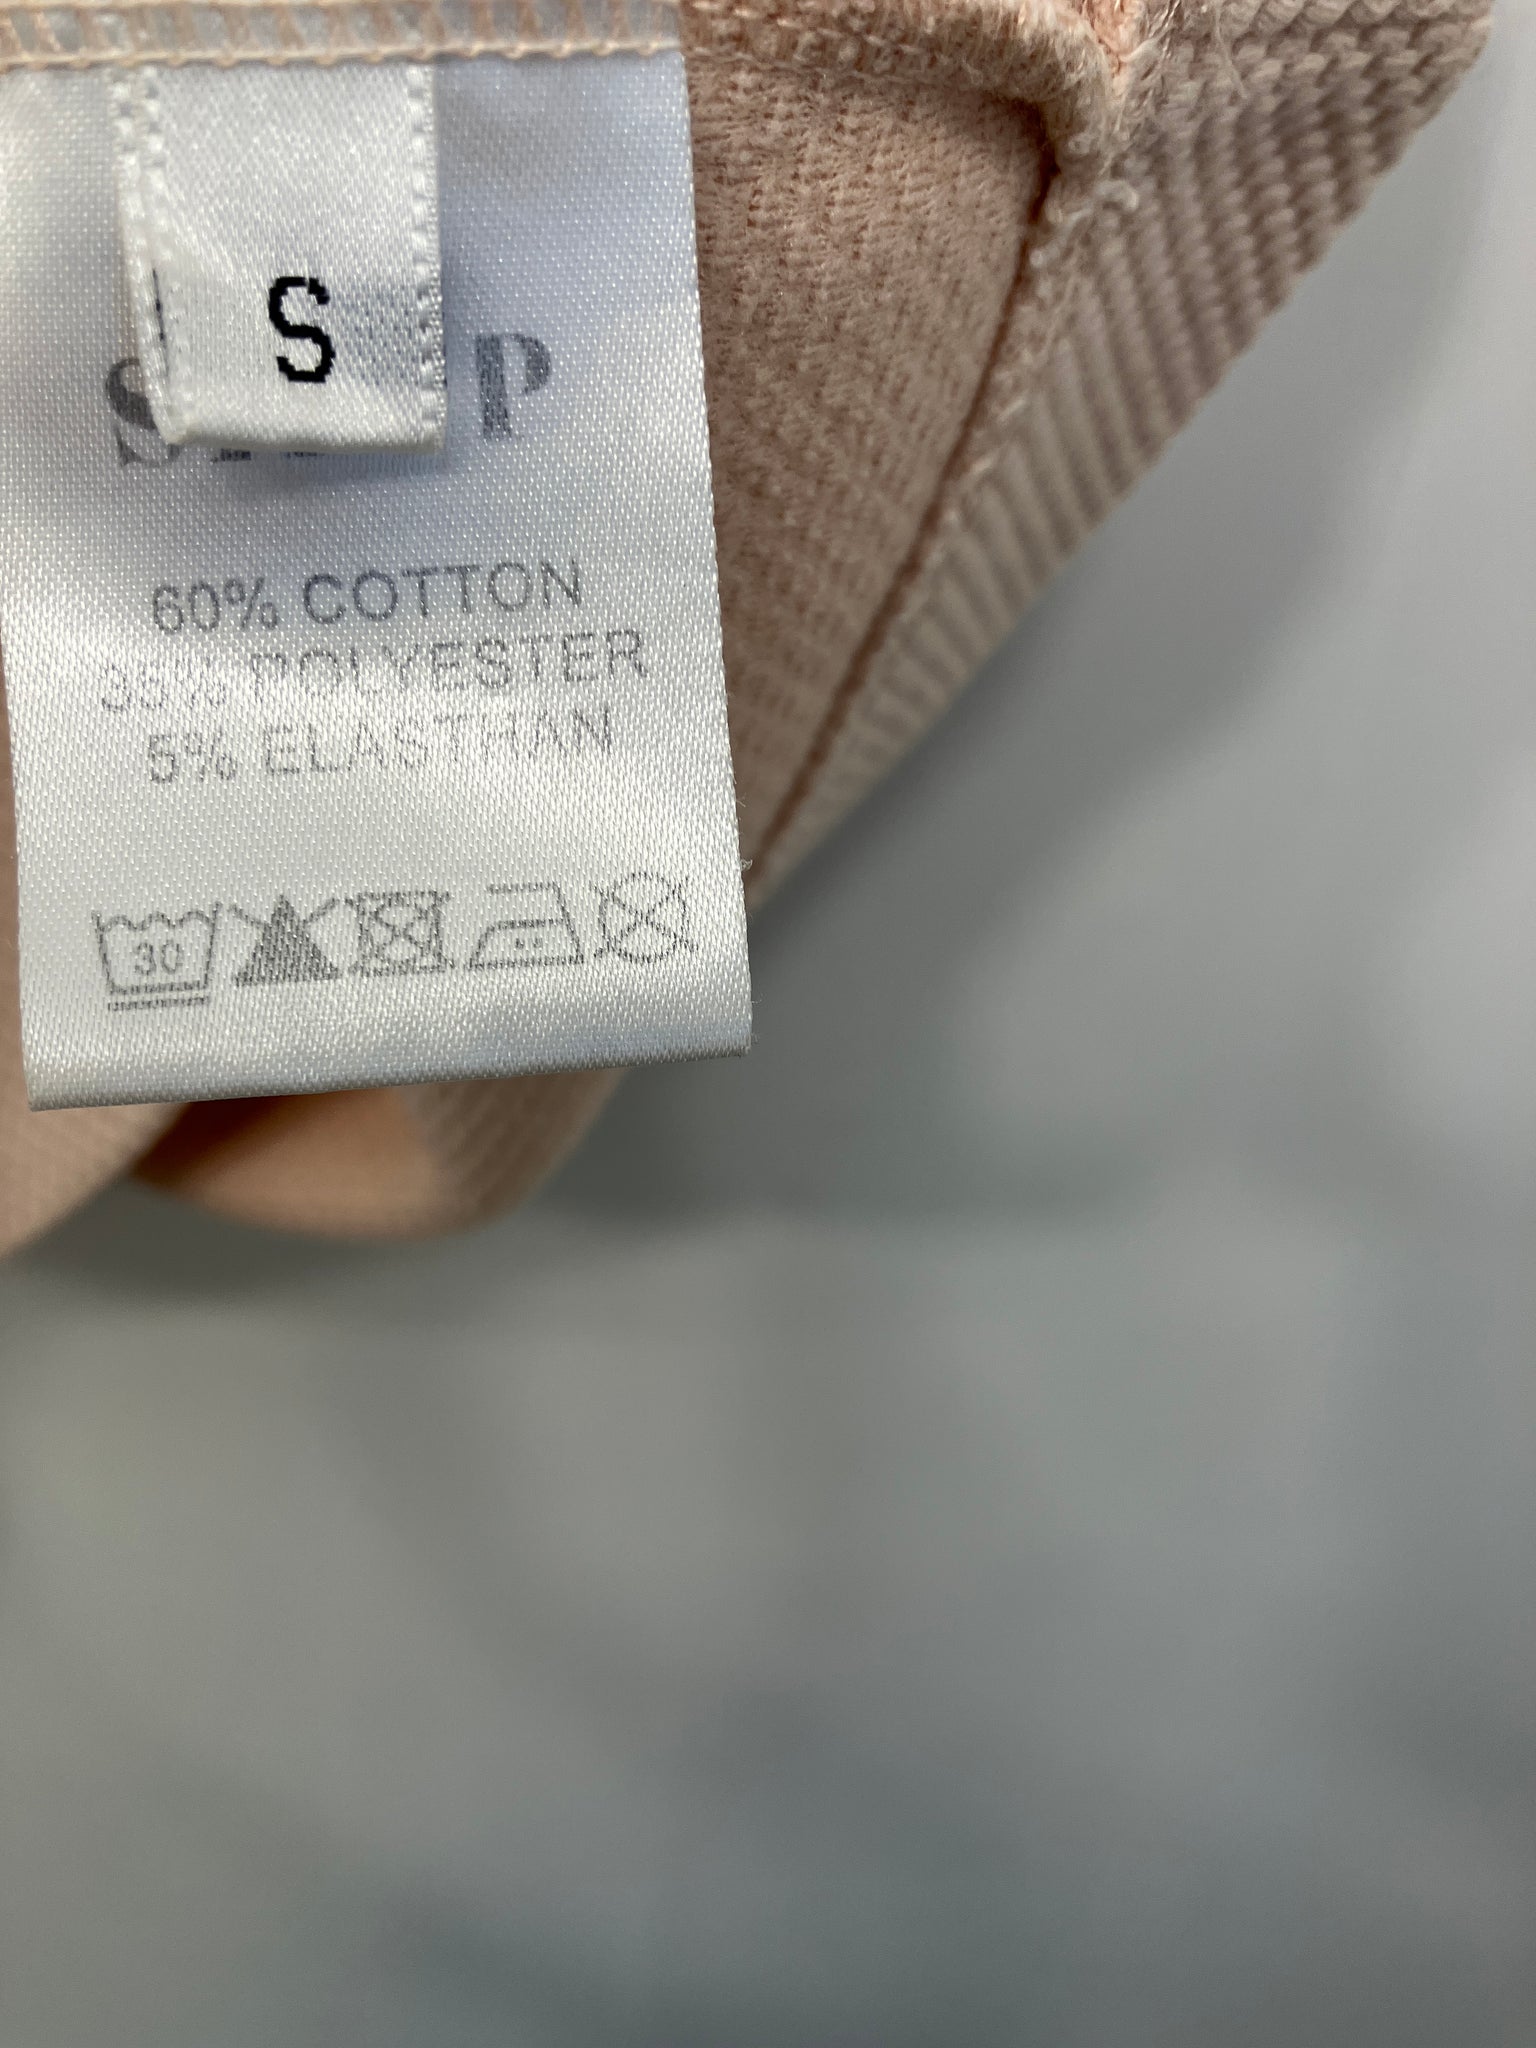 S
60% COTTON
35% POLYESTER
5% ELASTHAN
30